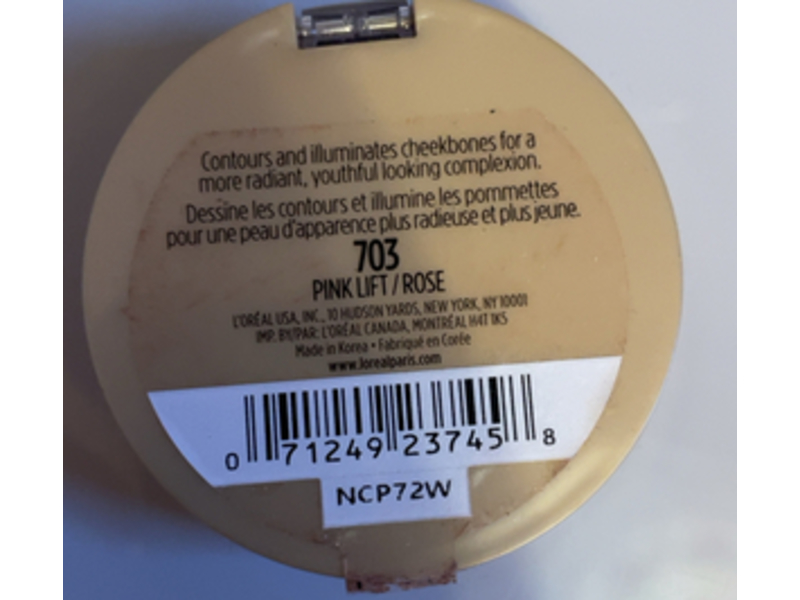 Contours and illuminates cheekbones for a
more radiant, youthful looking complexion.
Dessine les contours et illumine les pommettes
pour une peau d'apparence plus radieuse et plus jeune.
703
PINK LIFT / ROSE
L'ORÉAL USA, INC., 10 HUDSON YARDS, NEW YORK, NY 10001
IMP. BY/PAR: L'ORÉAL CANADA, MONTRÉAL H4T 1K5
Made in Korea • Fabriqué en Corée
www.lorealparis.com
0 71249 23745 8
NCP72W